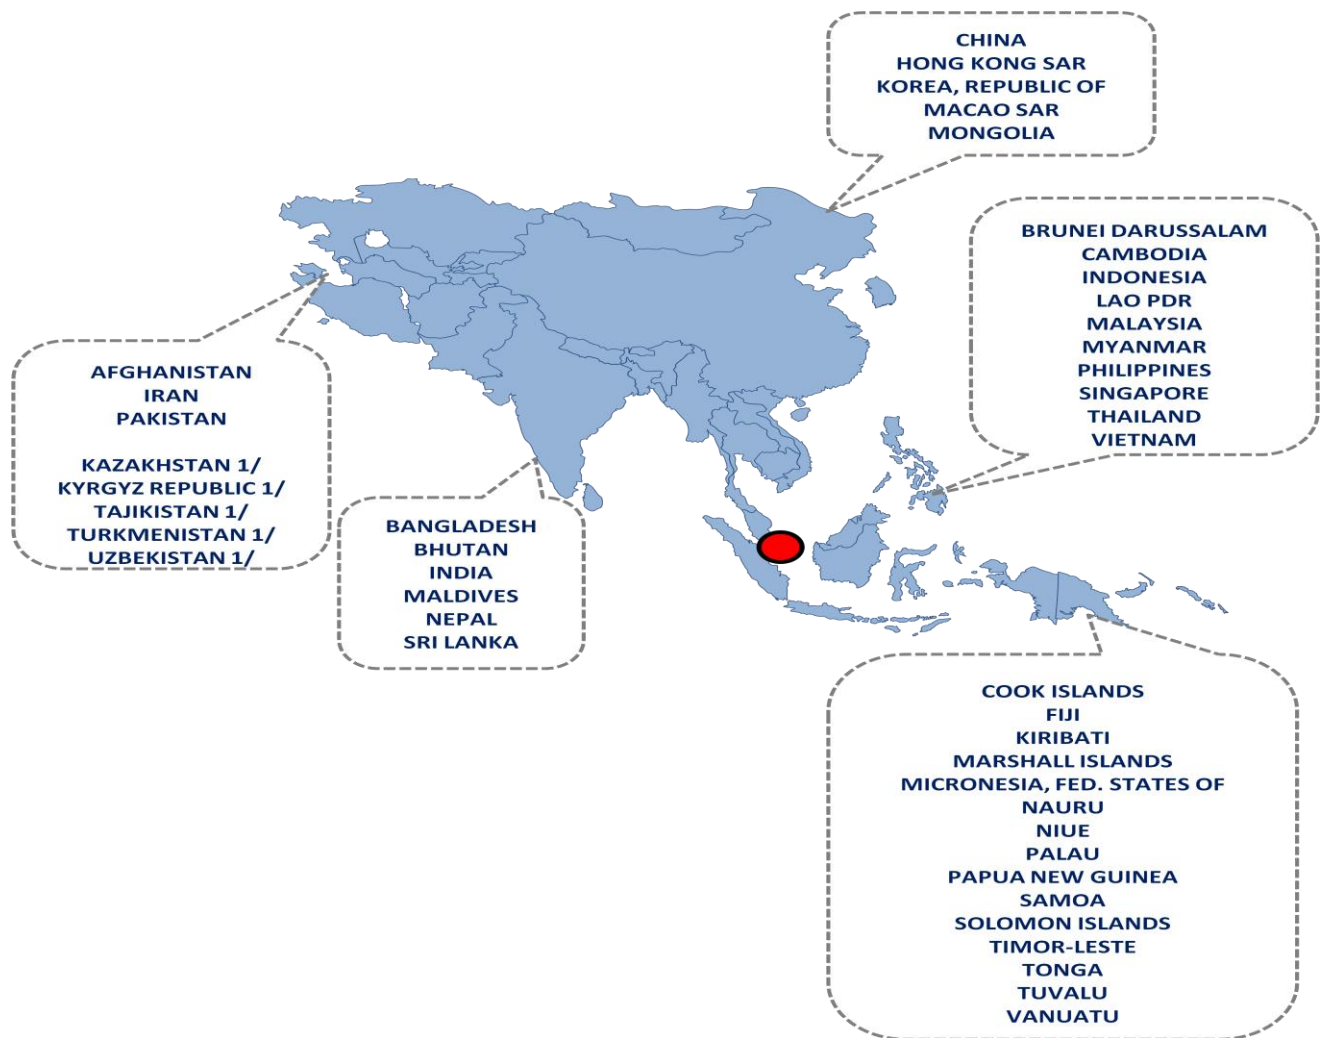 CHINA
HONG KONG SAR
KOREA, REPUBLIC OF
MACAO SAR
MONGOLIA
BRUNEI DARUSSALAM
CAMBODIA
INDONESIA
LAO PDR
MALAYSIA
MYANMAR
PHILIPPINES
SINGAPORE
THAILAND
VIETNAM
AFGHANISTAN
IRAN
PAKISTAN
KAZAKHSTAN 1/
KYRGYZ REPUBLIC 1/
TAJIKISTAN 1/
TURKMENISTAN 1/
UZBEKISTAN 1/
BANGLADESH
BHUTAN
INDIA
MALDIVES
NEPAL
SRI LANKA
COOK ISLANDS
FIJI
KIRIBATI
MARSHALL ISLANDS
MICRONESIA, FED. STATES OF
NAURU
NIUE
PALAU
PAPUA NEW GUINEA
SAMOA
SOLOMON ISLANDS
TIMOR-LESTE
TONGA
TUVALU
VANUATU